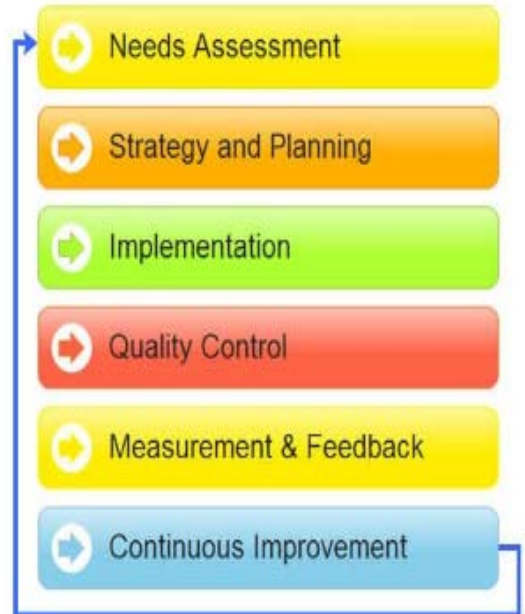 Needs Assessment
Strategy and Planning
Implementation
Quality Control
Measurement & Feedback
Continuous Improvement